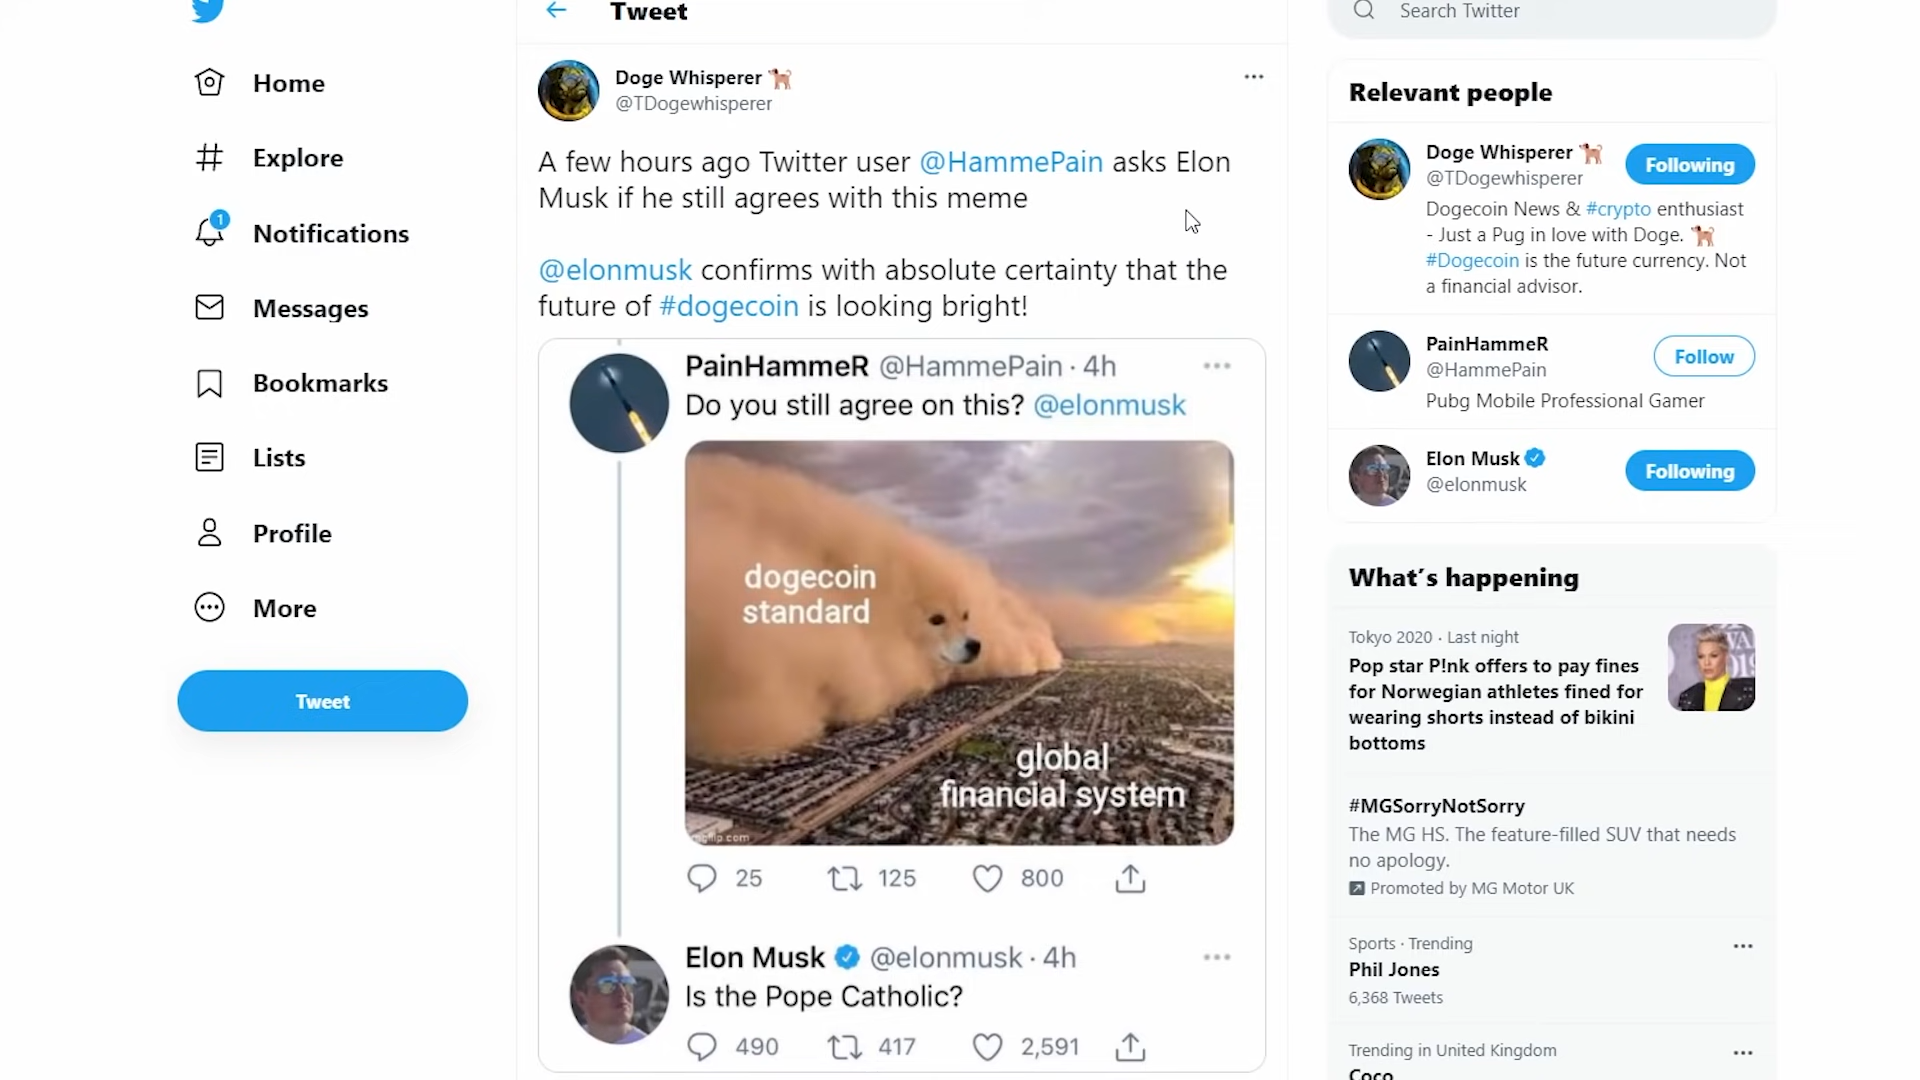 Tweet
Search Twitter
Home
Explore
1
Notifications
Messages
Bookmarks
Lists
Profile
More
Tweet
Doge Whisperer
@TDogewhisperer
A few hours ago Twitter user @HammePain asks Elon
Musk if he still agrees with this meme
@elonmusk confirms with absolute certainty that the
future of #dogecoin is looking bright!
PainHammeR @HammePain · 4h
Do you still agree on this? @elonmusk
dogecoin
standard
global
financial system
imgflip.com
25 125 800
Elon Musk @elonmusk · 4h
Is the Pope Catholic?
490 417 2,591
Relevant people
Doge Whisperer
Following
@TDogewhisperer
Dogecoin News & #crypto enthusiast
- Just a Pug in love with Doge.
#Dogecoin is the future currency. Not
a financial advisor.
PainHammeR
Follow
@HammePain
Pubg Mobile Professional Gamer
Elon Musk
Following
@elonmusk
What's happening
Tokyo 2020 · Last night
Pop star P!nk offers to pay fines
for Norwegian athletes fined for
wearing shorts instead of bikini
bottoms
#MGSorryNotSorry
The MG HS. The feature-filled SUV that needs
no apology.
Promoted by MG Motor UK
Sports · Trending
Phil Jones
6,368 Tweets
Trending in United Kingdom
Coco